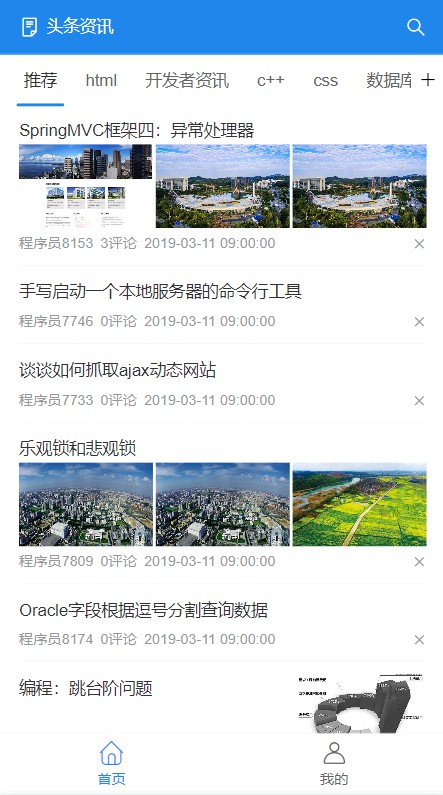 头条资讯
推荐 html 开发者资讯 c++ css 数据库
SpringMVC框架四：异常处理器
程序员8153 3评论 2019-03-11 09:00:00
手写启动一个本地服务器的命令行工具
程序员7746 0评论 2019-03-11 09:00:00
谈谈如何抓取ajax动态网站
程序员7733 0评论 2019-03-11 09:00:00
乐观锁和悲观锁
程序员7809 0评论 2019-03-11 09:00:00
Oracle字段根据逗号分割查询数据
程序员8174 0评论 2019-03-11 09:00:00
编程：跳台阶问题
首页 我的